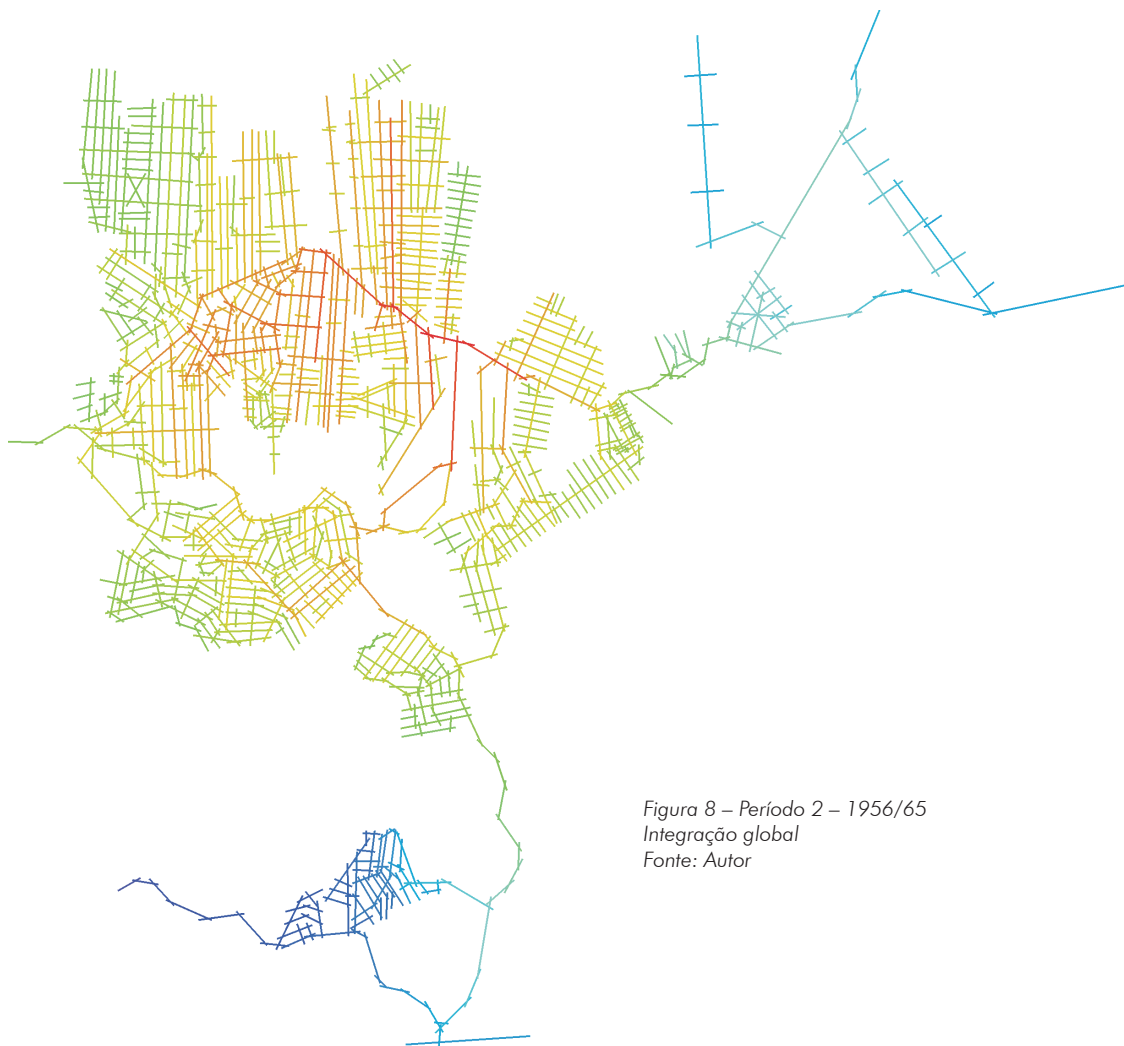 Figura 8 – Período 2 – 1956/65
Integração global
Fonte: Autor